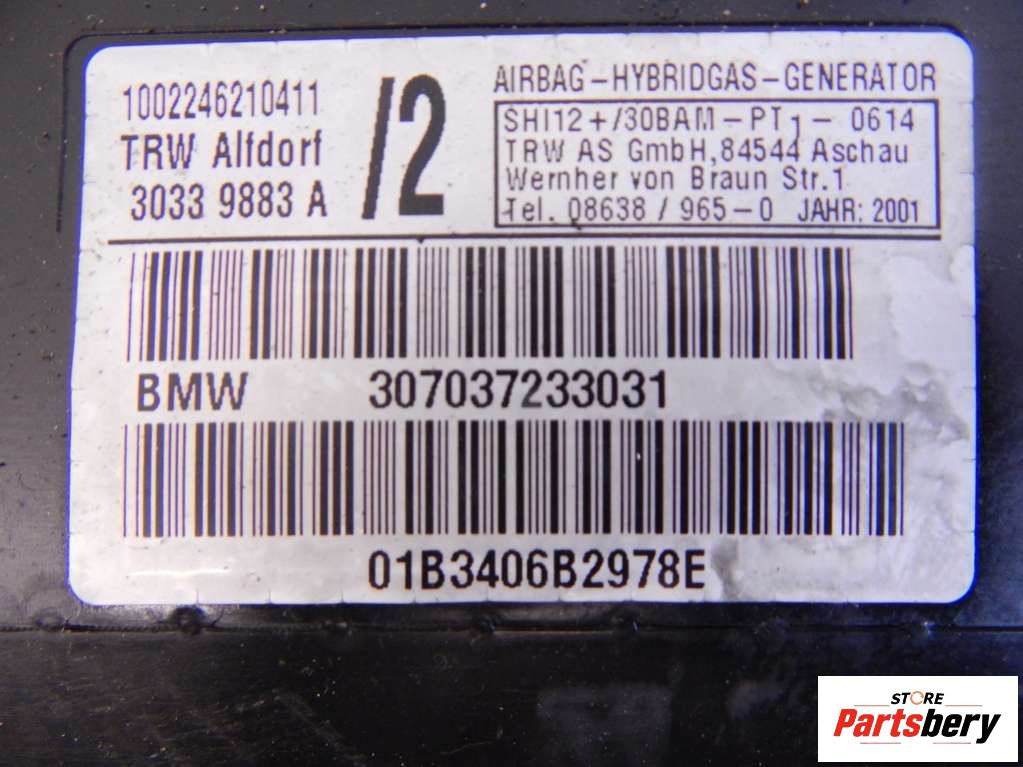 1002246210411
TRW Alfdorf
3033 9883 A
/2
AIRBAG-HYBRIDGAS-GENERATOR
SHI12+/30BAM-PT1-0614
TRW AS GmbH,84544 Aschau
Wernher von Braun Str.1
Tel. 08638 / 965-0 JAHR: 2001
BMW 307037233031
01B3406B2978E
STORE
Partsbery